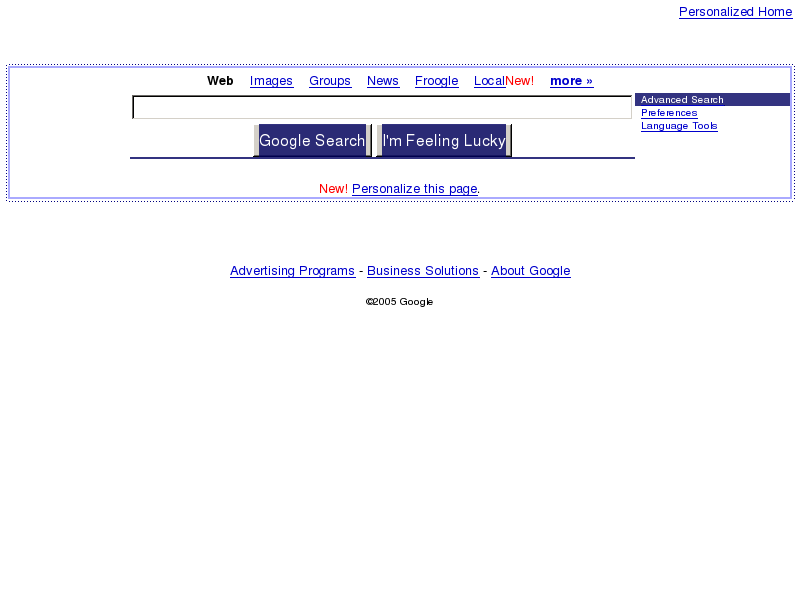 Personalized Home
Web Images Groups News Froogle LocalNew! more »
Advanced Search
Preferences
Language Tools
Google Search I'm Feeling Lucky
New! Personalize this page.
Advertising Programs - Business Solutions - About Google
©2005 Google